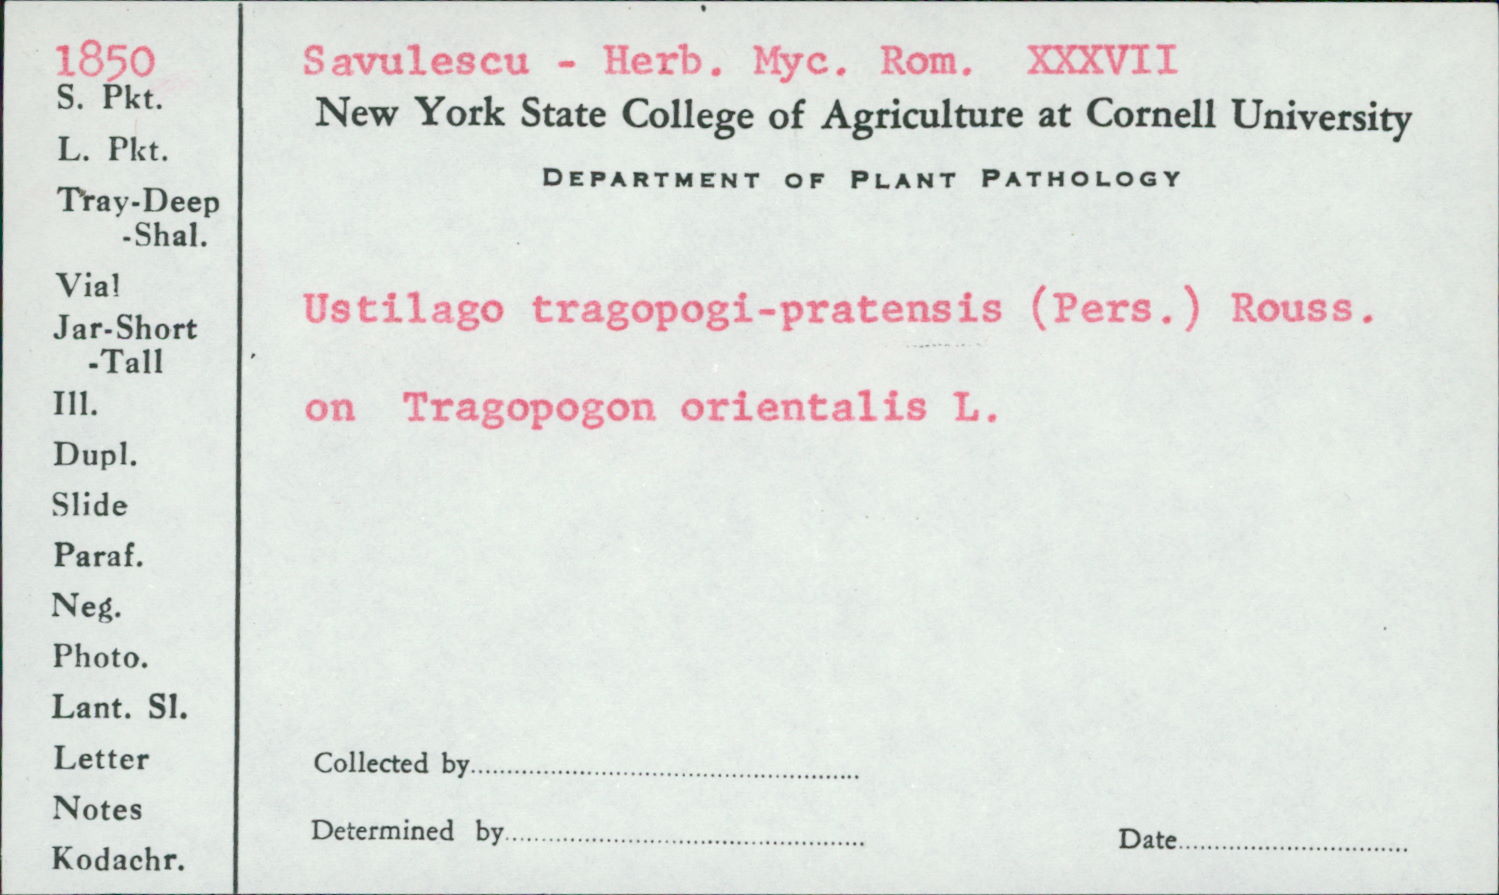 1850
S. Pkt.
L. Pkt.
Tray-Deep
-Shal.
Vial
Jar-Short
-Tall
Ill.
Dupl.
Slide
Paraf.
Neg.
Photo.
Lant. Sl.
Letter
Notes
Kodachr.
Savulescu - Herb. Myc. Rom. XXXVII
New York State College of Agriculture at Cornell University
DEPARTMENT OF PLANT PATHOLOGY
Ustilago tragopogi-pratensis (Pers.) Rouss.
on Tragopogon orientalis L.
Collected by
Determined by
Date